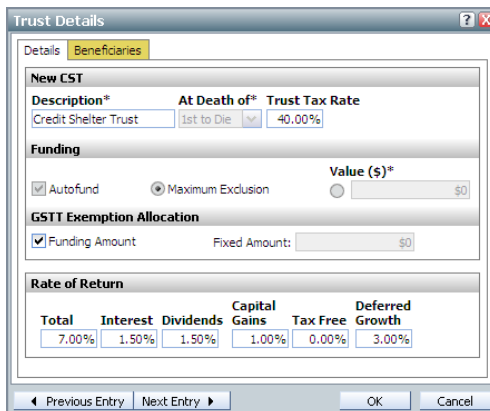 Trust Details ? X
Details Beneficiaries
New CST
Description* At Death of* Trust Tax Rate
Credit Shelter Trust 1st to Die 40.00%
Funding
Value ($)*
Autofund Maximum Exclusion $0
GSTT Exemption Allocation
Funding Amount Fixed Amount: $0
Rate of Return
Capital Deferred
Total Interest Dividends Gains Tax Free Growth
7.00% 1.50% 1.50% 1.00% 0.00% 3.00%
Previous Entry Next Entry OK Cancel